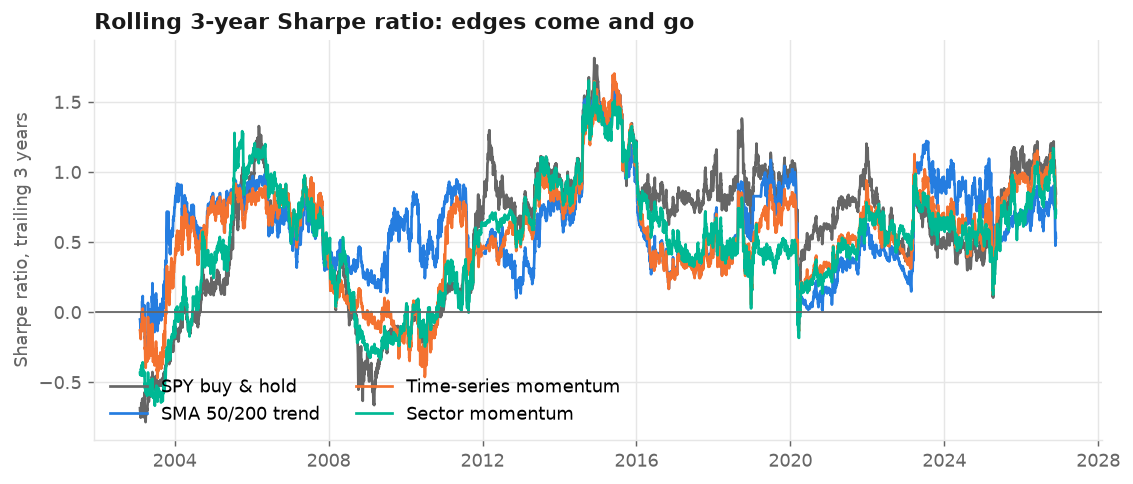 Rolling 3-year Sharpe ratio: edges come and go
Sharpe ratio, trailing 3 years
1.5
1.0
0.5
0.0
−0.5
SPY buy & hold
Time-series momentum
SMA 50/200 trend
Sector momentum
2004
2008
2012
2016
2020
2024
2028